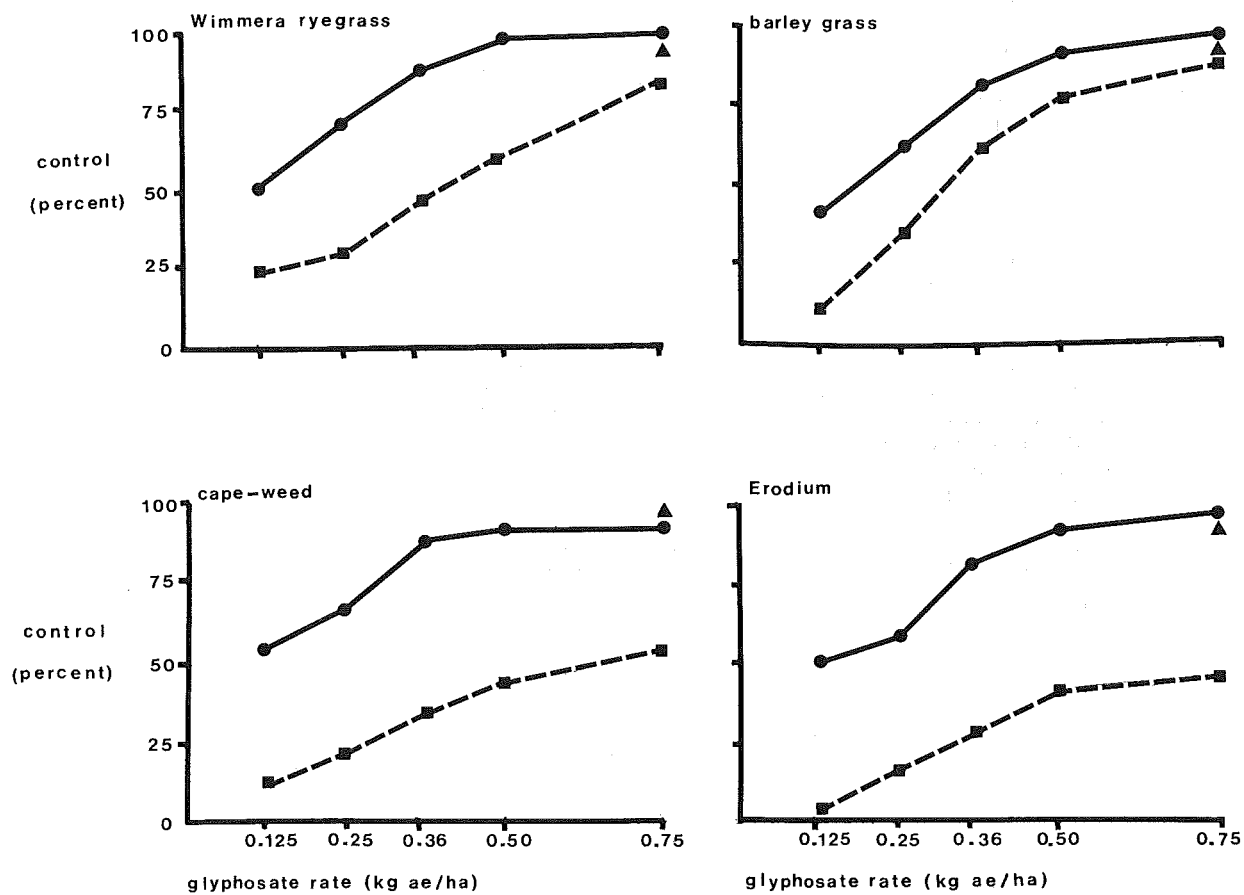 Wimmera ryegrass
barley grass
100
75
control
50
(percent)
25
0
cape-weed
Erodium
100
75
control
50
(percent)
25
0
0.125 0.25 0.36 0.50 0.75
0.125 0.25 0.36 0.50 0.75
glyphosate rate (kg ae/ha)
glyphosate rate (kg ae/ha)